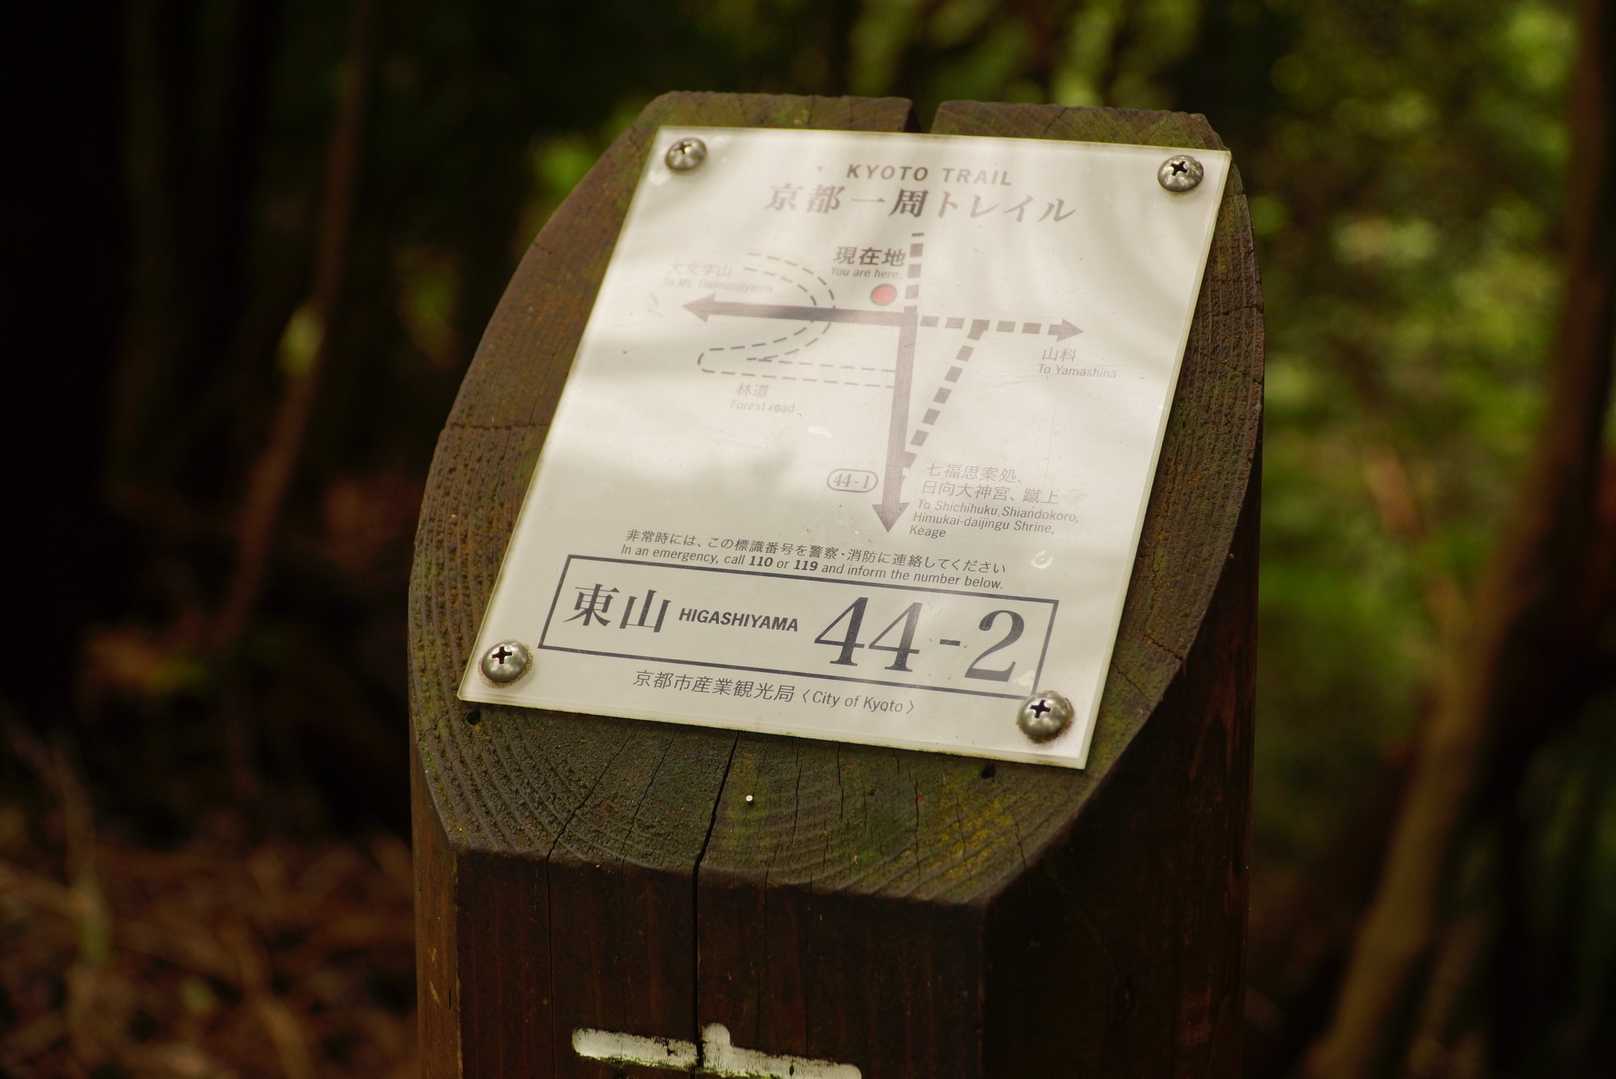 KYOTO TRAIL
京都一周トレイル
現在地
You are here.
大文字山
To Mt. Daimonjiyama
山科
To Yamashina
林道
Forest road
44-1
七福思案処、
日向大神宮、蹴上
To Shichihuku Shiandokoro,
Himukai-daijingu Shrine,
Keage
非常時には、この標識番号を警察・消防に連絡してください
In an emergency, call 110 or 119 and inform the number below.
東山 HIGASHIYAMA 44-2
京都市産業観光局〈City of Kyoto〉